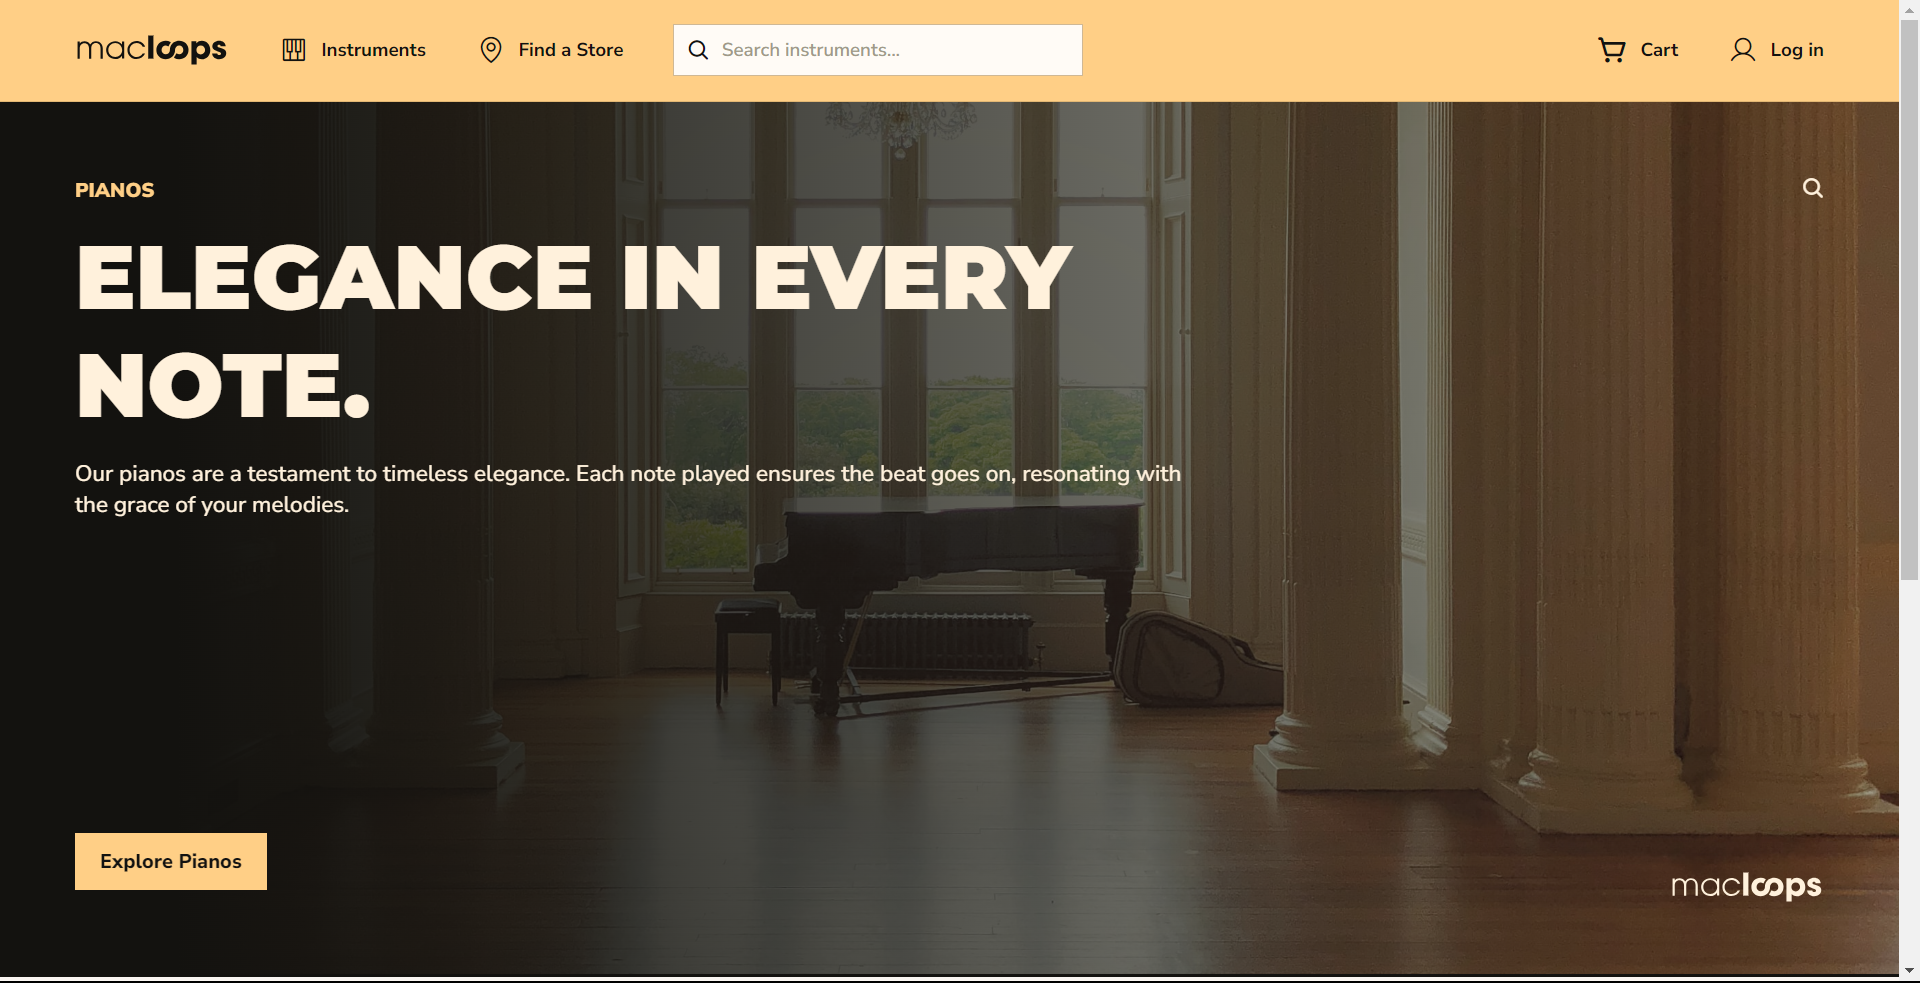 macloops
Instruments
Find a Store
Search instruments...
Cart
Log in
PIANOS
ELEGANCE IN EVERY
NOTE.
Our pianos are a testament to timeless elegance. Each note played ensures the beat goes on, resonating with
the grace of your melodies.
Explore Pianos
macloops